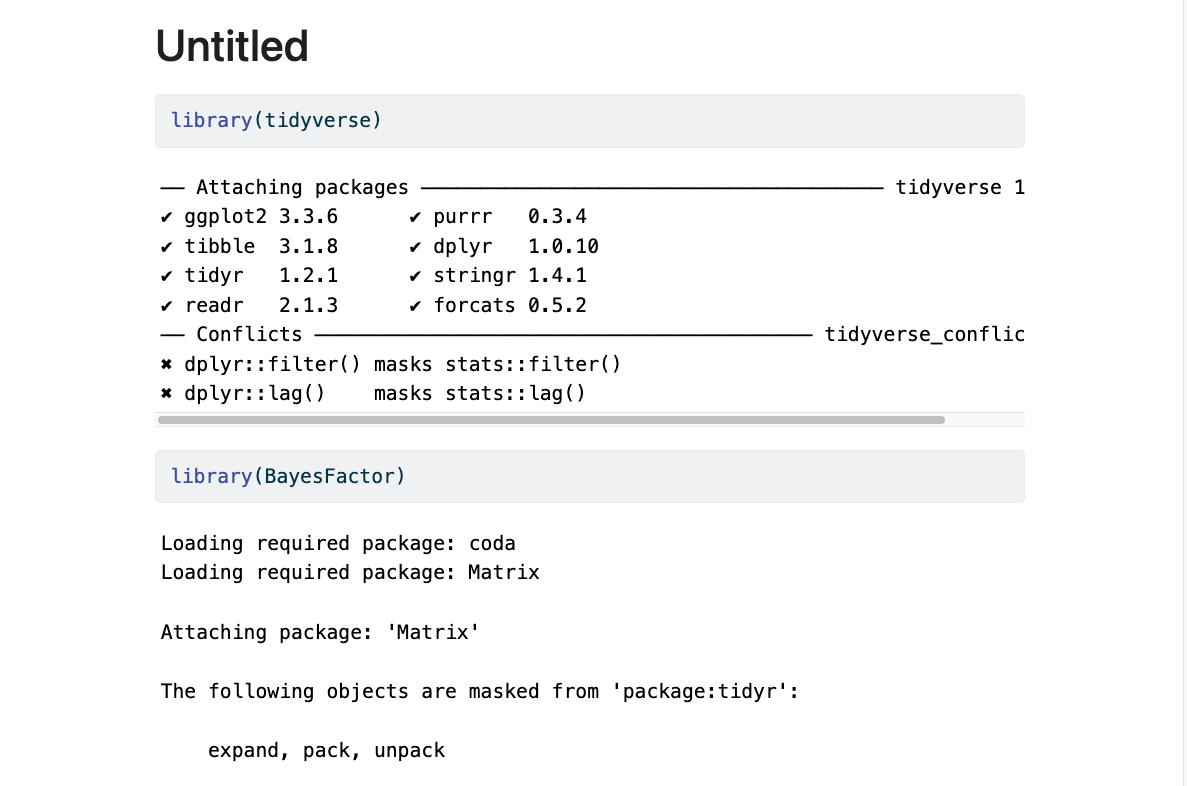 Untitled
library(tidyverse)
── Attaching packages ─────────────────────────────────────── tidyverse 1
✔ ggplot2 3.3.6      ✔ purrr   0.3.4
✔ tibble  3.1.8      ✔ dplyr   1.0.10
✔ tidyr   1.2.1      ✔ stringr 1.4.1
✔ readr   2.1.3      ✔ forcats 0.5.2
── Conflicts ────────────────────────────────────────── tidyverse_conflic
✖ dplyr::filter() masks stats::filter()
✖ dplyr::lag()    masks stats::lag()
library(BayesFactor)
Loading required package: coda
Loading required package: Matrix
Attaching package: 'Matrix'
The following objects are masked from 'package:tidyr':
expand, pack, unpack